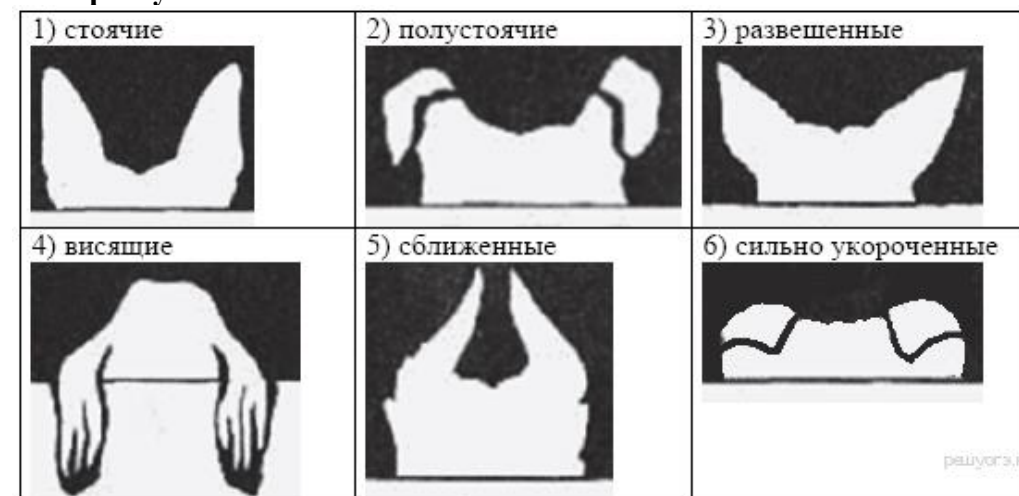 1) стоячие
2) полустоячие
3) развешенные
4) висящие
5) сближенные
6) сильно укороченные